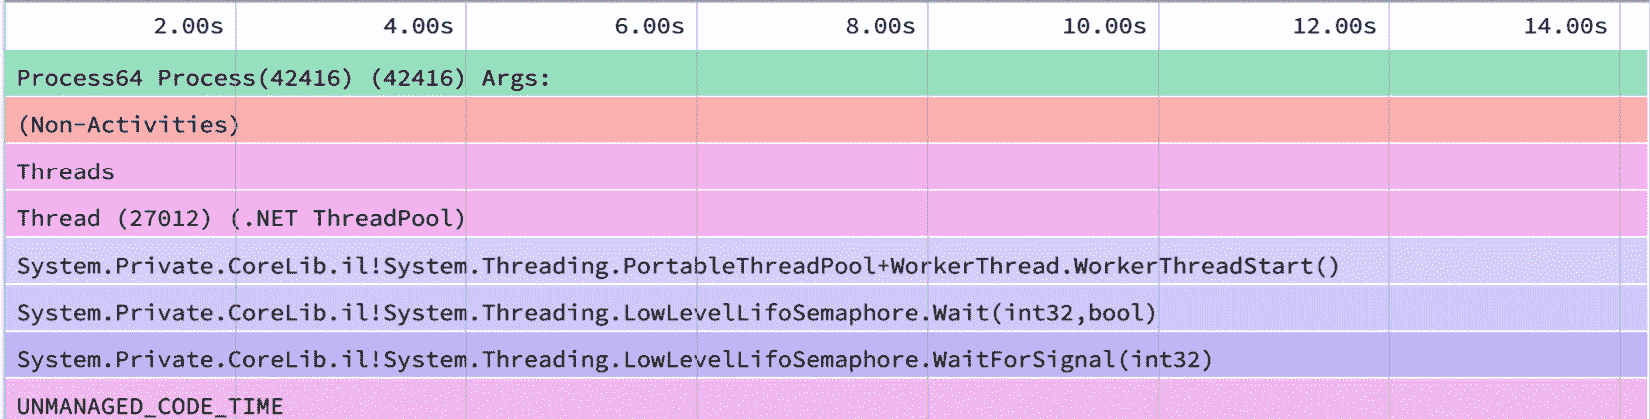 2.00s 4.00s 6.00s 8.00s 10.00s 12.00s 14.00s
Process64 Process(42416) (42416) Args:
(Non-Activities)
Threads
Thread (27012) (.NET ThreadPool)
System.Private.CoreLib.il!System.Threading.PortableThreadPool+WorkerThread.WorkerThreadStart()
System.Private.CoreLib.il!System.Threading.LowLevelLifoSemaphore.Wait(int32,bool)
System.Private.CoreLib.il!System.Threading.LowLevelLifoSemaphore.WaitForSignal(int32)
UNMANAGED_CODE_TIME